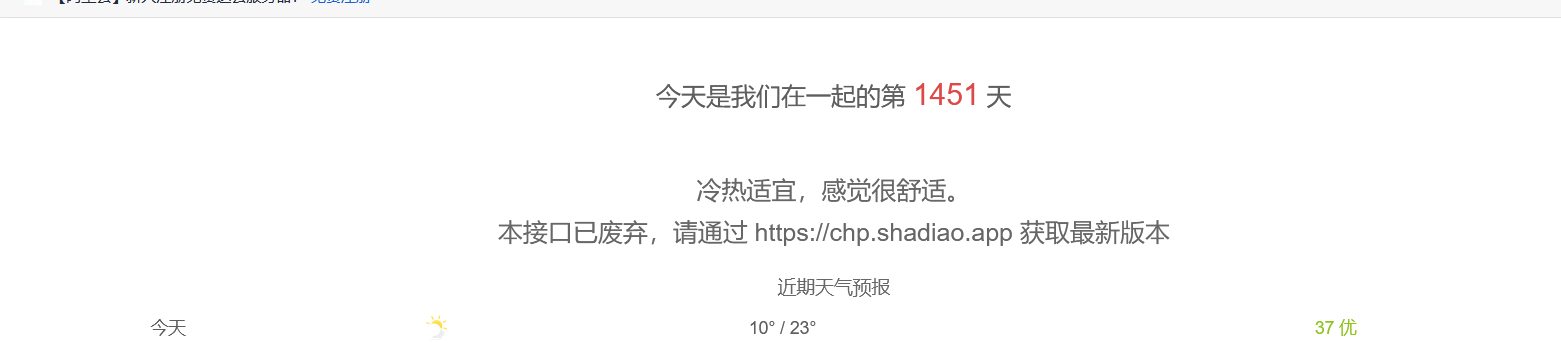 今天是我们在一起的第 1451 天
冷热适宜，感觉很舒适。
本接口已废弃，请通过 https://chp.shadiao.app 获取最新版本
近期天气预报
今天 10° / 23° 37 优